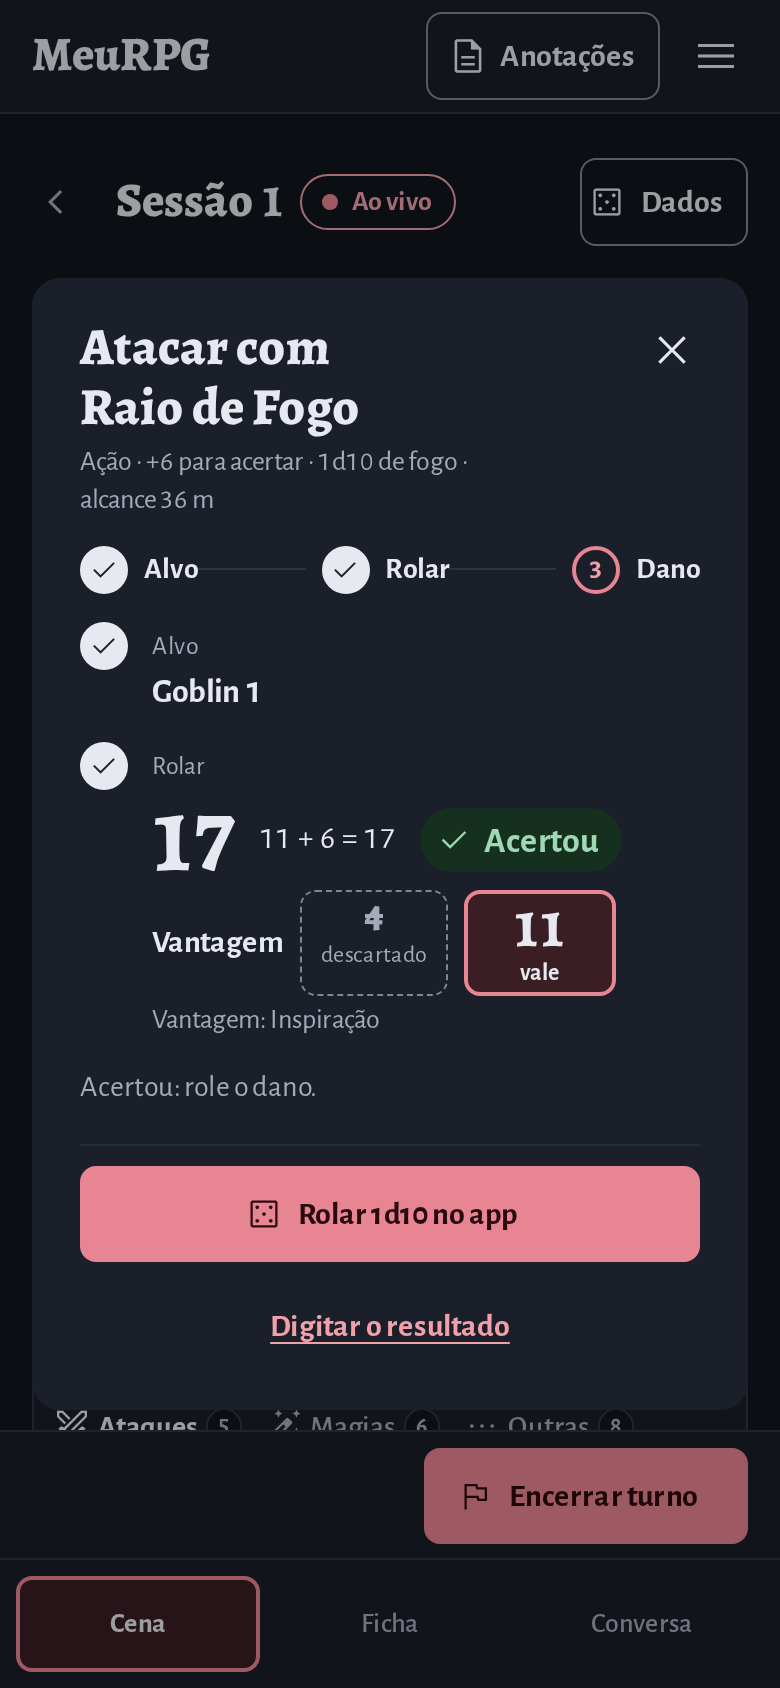 MeuRPG
Anotações
Sessão 1
Ao vivo
Dados
Atacar com
Raio de Fogo
Ação · +6 para acertar · 1d10 de fogo ·
alcance 36 m
Alvo
Rolar
3
Dano
Alvo
Goblin 1
Rolar
17
11 + 6 = 17
Acertou
Vantagem
4
descartado
11
vale
Vantagem: Inspiração
Acertou: role o dano.
Rolar 1d10 no app
Digitar o resultado
Ataques 5
Magias 6
Outras 8
Encerrar turno
Cena
Ficha
Conversa